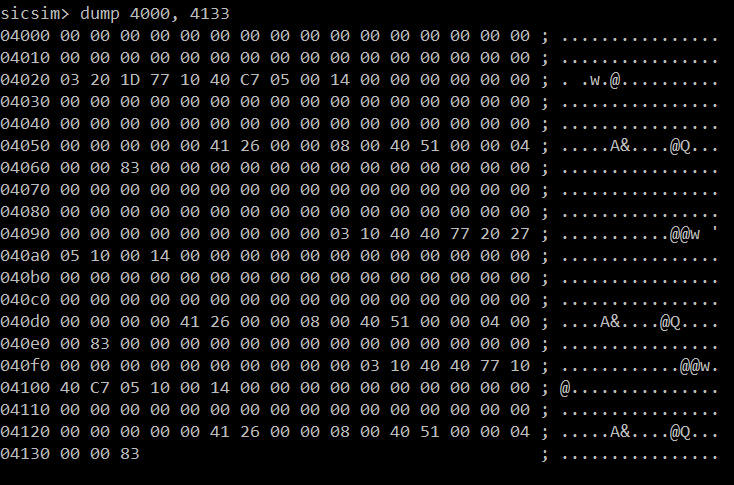 sicsim> dump 4000, 4133
04000 00 00 00 00 00 00 00 00 00 00 00 00 00 00 00 00 ; ................
04010 00 00 00 00 00 00 00 00 00 00 00 00 00 00 00 00 ; ................
04020 03 20 1D 77 10 40 C7 05 00 14 00 00 00 00 00 00 ; . .w.@..........
04030 00 00 00 00 00 00 00 00 00 00 00 00 00 00 00 00 ; ................
04040 00 00 00 00 00 00 00 00 00 00 00 00 00 00 00 00 ; ................
04050 00 00 00 00 00 41 26 00 00 08 00 40 51 00 00 04 ; .....A&....@Q...
04060 00 00 83 00 00 00 00 00 00 00 00 00 00 00 00 00 ; ................
04070 00 00 00 00 00 00 00 00 00 00 00 00 00 00 00 00 ; ................
04080 00 00 00 00 00 00 00 00 00 00 00 00 00 00 00 00 ; ................
04090 00 00 00 00 00 00 00 00 00 03 10 40 40 77 20 27 ; ...........@@w '
040a0 05 10 00 14 00 00 00 00 00 00 00 00 00 00 00 00 ; ................
040b0 00 00 00 00 00 00 00 00 00 00 00 00 00 00 00 00 ; ................
040c0 00 00 00 00 00 00 00 00 00 00 00 00 00 00 00 00 ; ................
040d0 00 00 00 00 41 26 00 00 08 00 40 51 00 00 04 00 ; ....A&....@Q....
040e0 00 83 00 00 00 00 00 00 00 00 00 00 00 00 00 00 ; ................
040f0 00 00 00 00 00 00 00 00 00 00 03 10 40 40 77 10 ; ............@@w.
04100 40 C7 05 10 00 14 00 00 00 00 00 00 00 00 00 00 ; @...............
04110 00 00 00 00 00 00 00 00 00 00 00 00 00 00 00 00 ; ................
04120 00 00 00 00 00 41 26 00 00 08 00 40 51 00 00 04 ; .....A&....@Q...
04130 00 00 83 ; ................